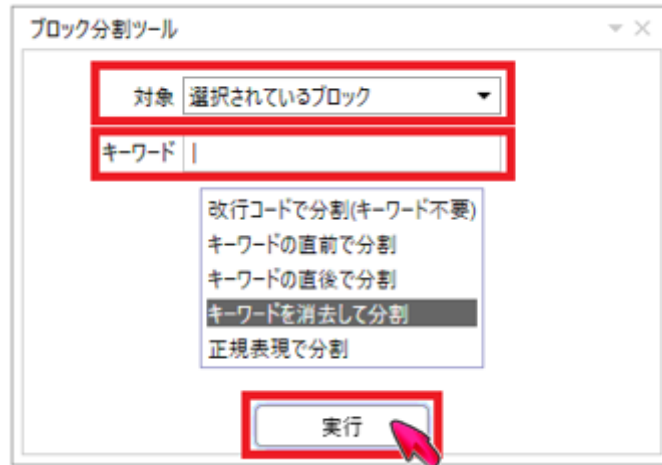 ブロック分割ツール
対象 選択されているブロック
キーワード
改行コードで分割(キーワード不要)
キーワードの直前で分割
キーワードの直後で分割
キーワードを消去して分割
正規表現で分割
実行